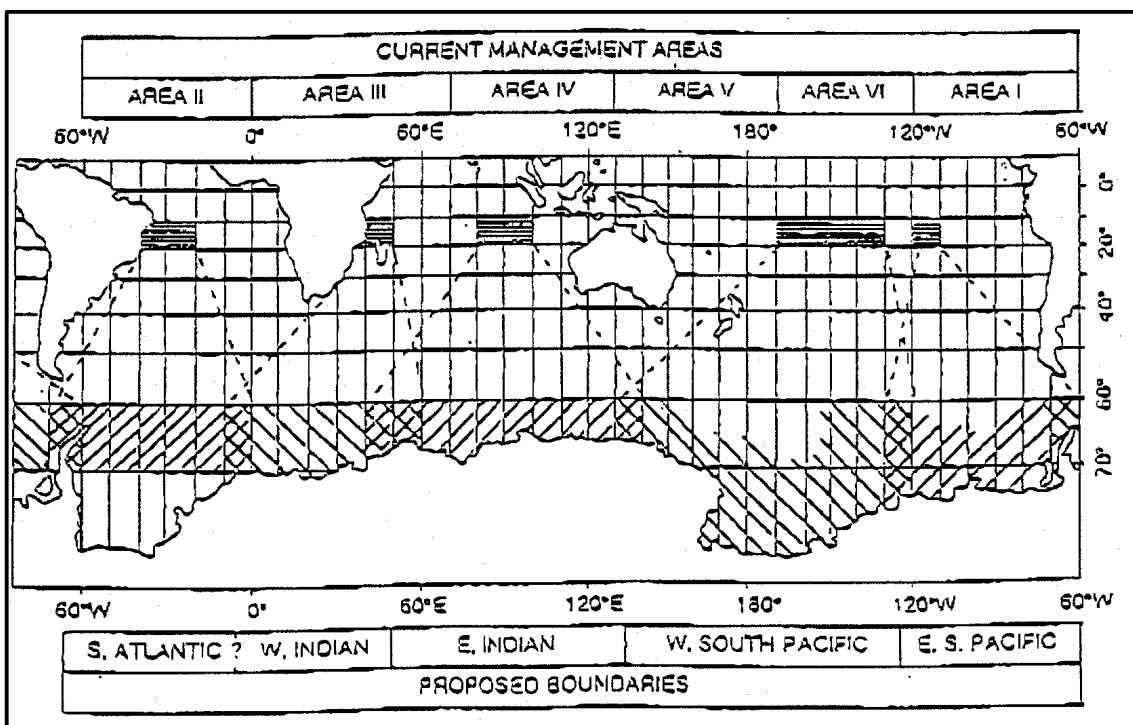 CURRENT MANAGEMENT AREAS
AREA II AREA III AREA IV AREA V AREA VI AREA I
60°W 0° 60°E 120°E 180° 120°W 60°W
0°
20°
40°
60°
70°
60°W 0° 60°E 120°E 180° 120°W 60°W
S. ATLANTIC ? W. INDIAN E. INDIAN W. SOUTH PACIFIC E. S. PACIFIC
PROPOSED BOUNDARIES